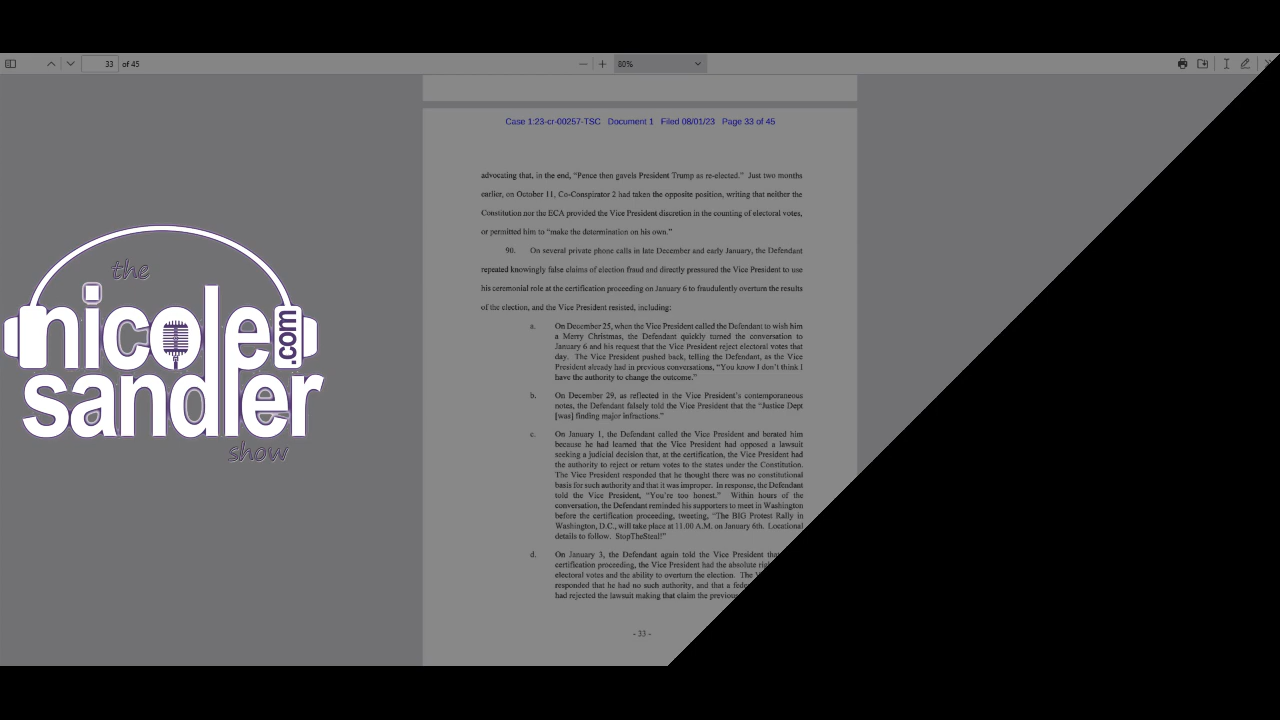 33 of 45
80%
Case 1:23-cr-00257-TSC Document 1 Filed 08/01/23 Page 33 of 45
advocating that, in the end, “Pence then gavels President Trump as re-elected.” Just two months
earlier, on October 11, Co-Conspirator 2 had taken the opposite position, writing that neither the
Constitution nor the ECA provided the Vice President discretion in the counting of electoral votes,
or permitted him to “make the determination on his own.”
90. On several private phone calls in late December and early January, the Defendant
repeated knowingly false claims of election fraud and directly pressured the Vice President to use
his ceremonial role at the certification proceeding on January 6 to fraudulently overturn the results
of the election, and the Vice President resisted, including:
a. On December 25, when the Vice President called the Defendant to wish him
a Merry Christmas, the Defendant quickly turned the conversation to
January 6 and his request that the Vice President reject electoral votes that
day. The Vice President pushed back, telling the Defendant, as the Vice
President already had in previous conversations, “You know I don’t think I
have the authority to change the outcome.”
b. On December 29, as reflected in the Vice President’s contemporaneous
notes, the Defendant falsely told the Vice President that the “Justice Dept
[was] finding major infractions.”
c. On January 1, the Defendant called the Vice President and berated him
because he had learned that the Vice President had opposed a lawsuit
seeking a judicial decision that, at the certification, the Vice President had
the authority to reject or return votes to the states under the Constitution.
The Vice President responded that he thought there was no constitutional
basis for such authority and that it was improper. In response, the Defendant
told the Vice President, “You’re too honest.” Within hours of the
conversation, the Defendant reminded his supporters to meet in Washington
before the certification proceeding, tweeting, “The BIG Protest Rally in
Washington, D.C., will take place at 11.00 A.M. on January 6th. Locational
details to follow. StopTheSteal!”
d. On January 3, the Defendant again told the Vice President
certification proceeding, the Vice President had the absolute
electoral votes and the ability to overturn the election. The
responded that he had no such authority, and that a
had rejected the lawsuit making that claim the
- 33 -
the
nicole
.com
sandler
show